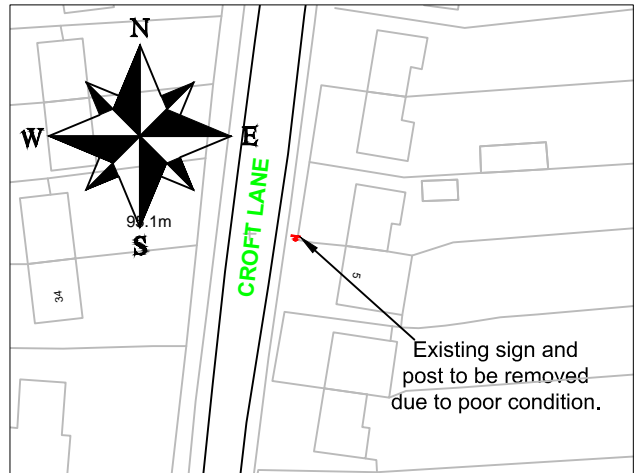 N
W
E
S
CROFT LANE
34
5
Existing sign and
post to be removed
due to poor condition.